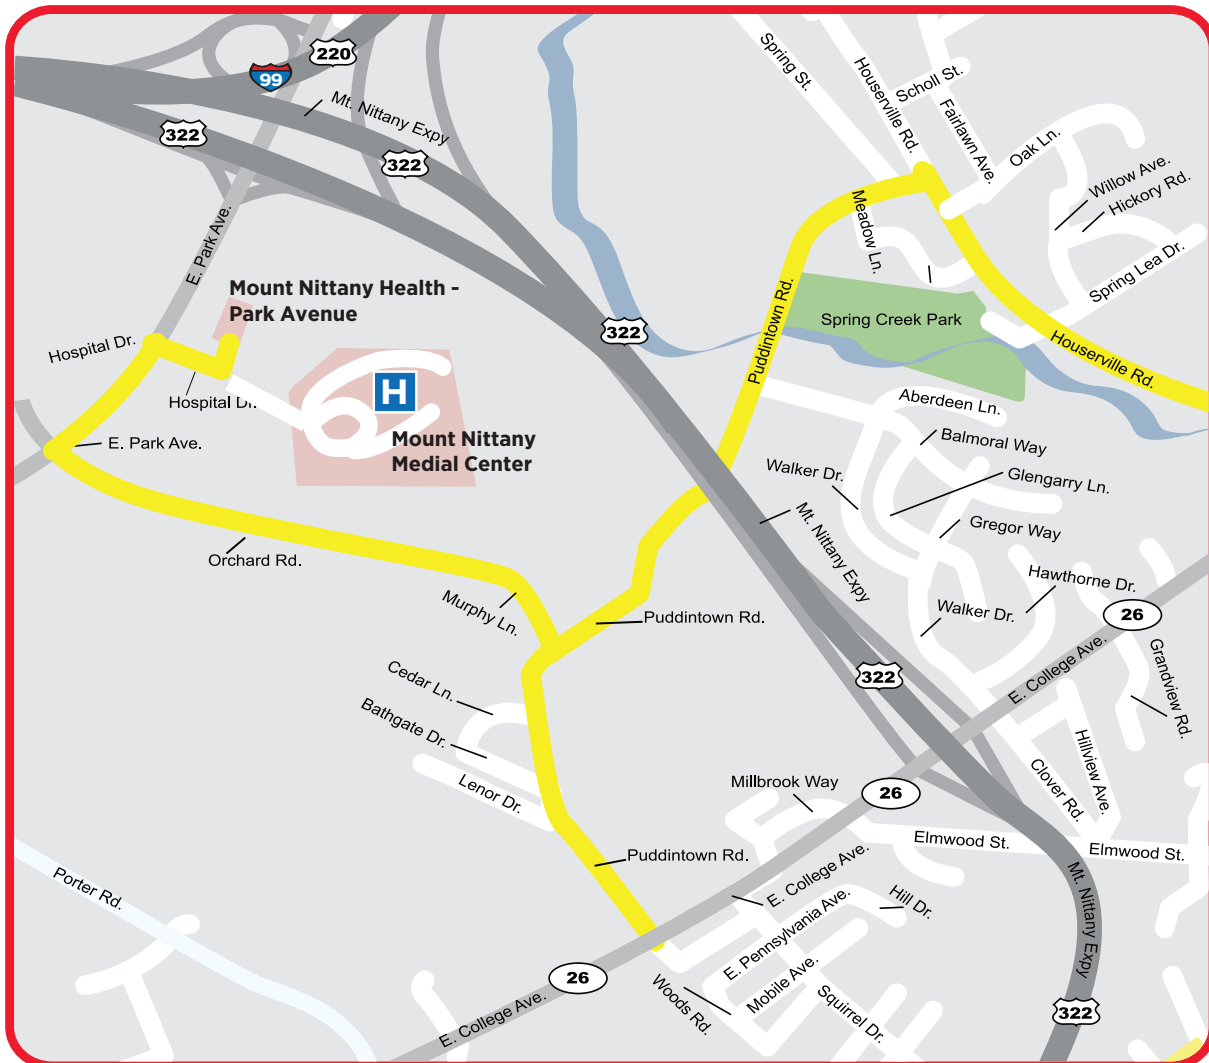 220
99
Spring St.
Houserville Rd.
Scholl St.
Fairlawn Ave.
Mt. Nittany Expy
322
322
Oak Ln.
Willow Ave.
Hickory Rd.
E. Park Ave.
Meadow Ln.
Spring Lea Dr.
Mount Nittany Health -
Park Avenue
Puddintown Rd.
Spring Creek Park
322
Hospital Dr.
Houserville Rd.
Hospital Dr.
H
Aberdeen Ln.
E. Park Ave.
Mount Nittany
Medial Center
Balmoral Way
Walker Dr.
Glengarry Ln.
Gregor Way
Mt. Nittany Expy
Orchard Rd.
Hawthorne Dr.
Murphy Ln.
Puddintown Rd.
Walker Dr.
26
Cedar Ln.
322
E. College Ave.
Grandview Rd.
Bathgate Dr.
Lenor Dr.
Millbrook Way
26
Clover Rd.
Hillview Ave.
Elmwood St.
Elmwood St.
Puddintown Rd.
E. College Ave.
Porter Rd.
Hill Dr.
E. Pennsylvania Ave.
Mt. Nittany Expy
26
Mobile Ave.
Woods Rd.
Squirrel Dr.
E. College Ave.
322